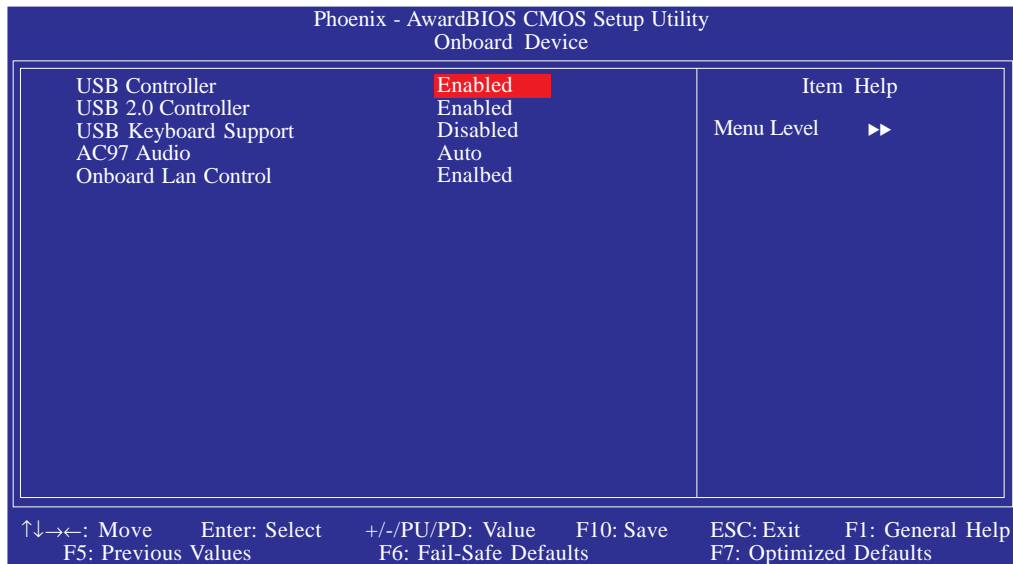 Phoenix - AwardBIOS CMOS Setup Utility
Onboard Device
USB Controller Enabled
USB 2.0 Controller Enabled
USB Keyboard Support Disabled
AC97 Audio Auto
Onboard Lan Control Enalbed
Item Help
Menu Level ▸▸
↑↓→←: Move Enter: Select +/-/PU/PD: Value F10: Save ESC: Exit F1: General Help
F5: Previous Values F6: Fail-Safe Defaults F7: Optimized Defaults